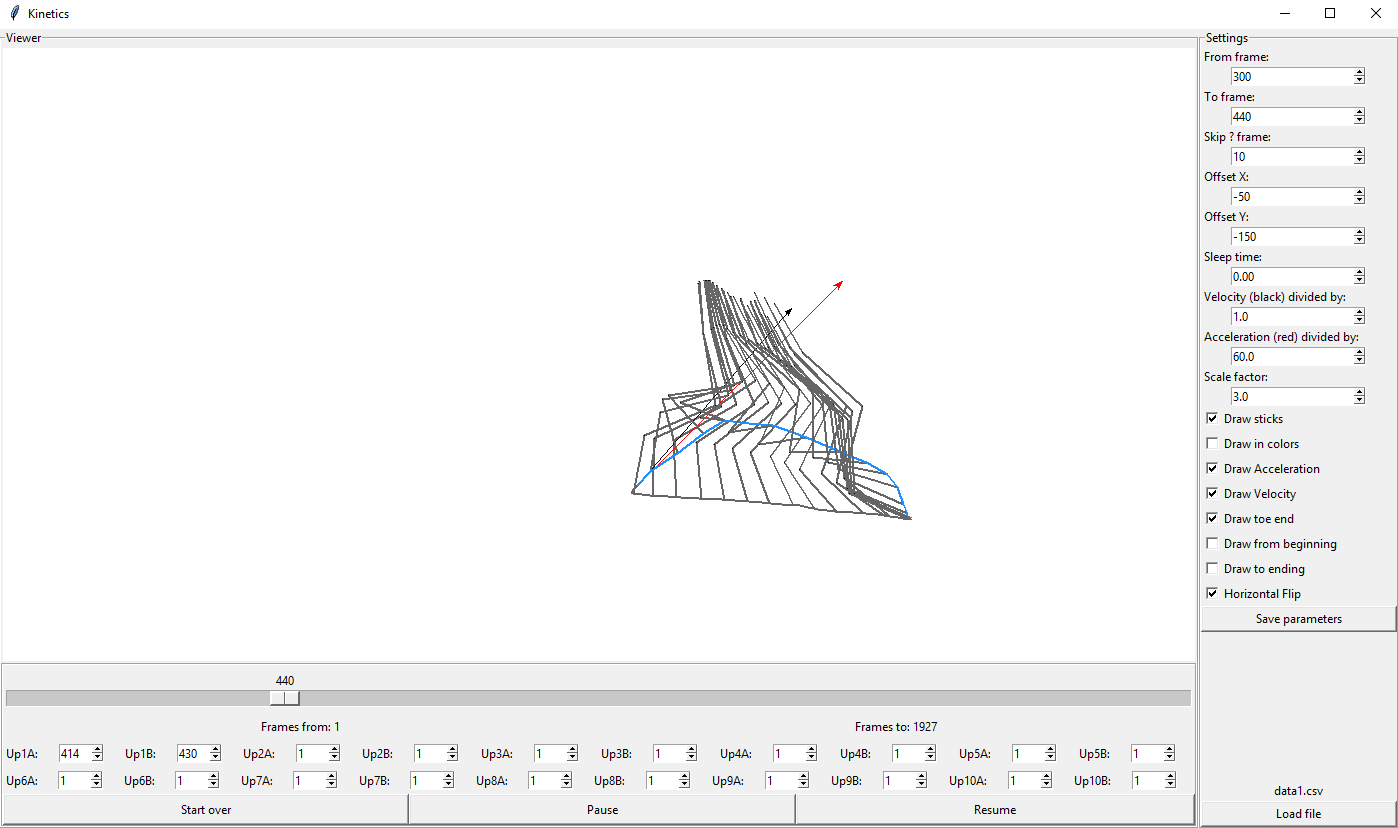 Kinetics
Viewer
Settings
From frame:
300
To frame:
440
Skip ? frame:
10
Offset X:
-50
Offset Y:
-150
Sleep time:
0.00
Velocity (black) divided by:
1.0
Acceleration (red) divided by:
60.0
Scale factor:
3.0
Draw sticks
Draw in colors
Draw Acceleration
Draw Velocity
Draw toe end
Draw from beginning
Draw to ending
Horizontal Flip
Save parameters
440
Frames from: 1 Frames to: 1927
Up1A: 414 Up1B: 430 Up2A: 1 Up2B: 1 Up3A: 1 Up3B: 1 Up4A: 1 Up4B: 1 Up5A: 1 Up5B: 1
Up6A: 1 Up6B: 1 Up7A: 1 Up7B: 1 Up8A: 1 Up8B: 1 Up9A: 1 Up9B: 1 Up10A: 1 Up10B: 1
Start over Pause Resume
data1.csv
Load file